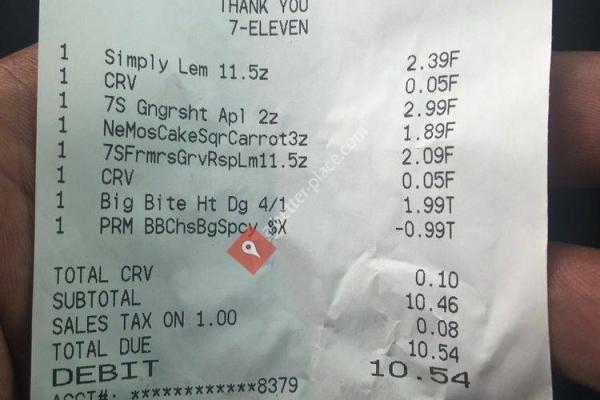 THANK YOU
7-ELEVEN
1 Simply Lem 11.5z 2.39F
1 CRV 0.05F
1 7S Gngrsht Apl 2z 2.99F
1 NeMosCakeSqrCarrot3z 1.89F
1 7SFrmrsGrvRspLm11.5z 2.09F
1 CRV 0.05F
1 Big Bite Ht Dg 4/1 1.99T
1 PRM BBChsBgSpcy %X -0.99T
TOTAL CRV 0.10
SUBTOTAL 10.46
SALES TAX ON 1.00 0.08
TOTAL DUE 10.54
DEBIT 10.54
ACCT#: ************8379